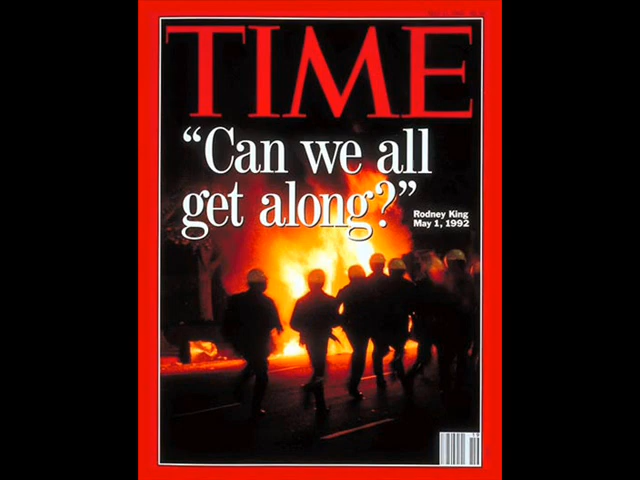 TIME
“Can we all
get along?”
Rodney King
May 1, 1992